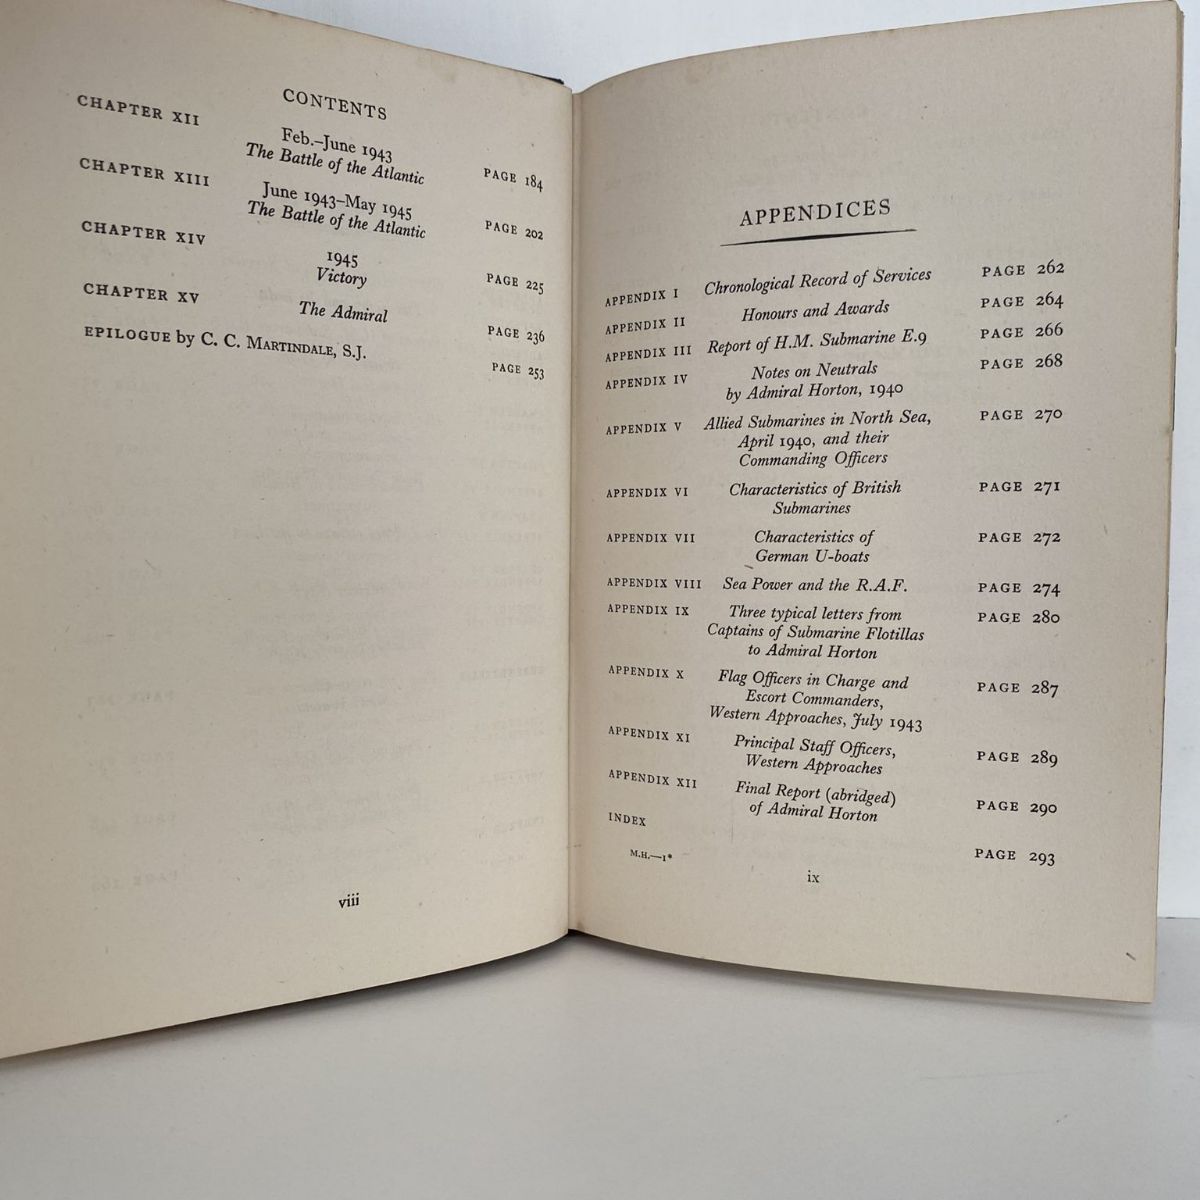 CONTENTS
CHAPTER XII
Feb.–June 1943
The Battle of the Atlantic
PAGE 184
CHAPTER XIII
June 1943–May 1945
The Battle of the Atlantic
PAGE 202
CHAPTER XIV
1945
Victory
PAGE 225
CHAPTER XV
The Admiral
PAGE 236
EPILOGUE by C. C. MARTINDALE, S.J.
PAGE 253
viii
APPENDICES
APPENDIX I Chronological Record of Services PAGE 262
APPENDIX II Honours and Awards PAGE 264
APPENDIX III Report of H.M. Submarine E.9 PAGE 266
APPENDIX IV Notes on Neutrals PAGE 268
by Admiral Horton, 1940
APPENDIX V Allied Submarines in North Sea, PAGE 270
April 1940, and their
Commanding Officers
APPENDIX VI Characteristics of British PAGE 271
Submarines
APPENDIX VII Characteristics of PAGE 272
German U-boats
APPENDIX VIII Sea Power and the R.A.F. PAGE 274
APPENDIX IX Three typical letters from PAGE 280
Captains of Submarine Flotillas
to Admiral Horton
APPENDIX X Flag Officers in Charge and PAGE 287
Escort Commanders,
Western Approaches, July 1943
APPENDIX XI Principal Staff Officers, PAGE 289
Western Approaches
APPENDIX XII Final Report (abridged) PAGE 290
of Admiral Horton
INDEX PAGE 293
M.H.—1*
ix